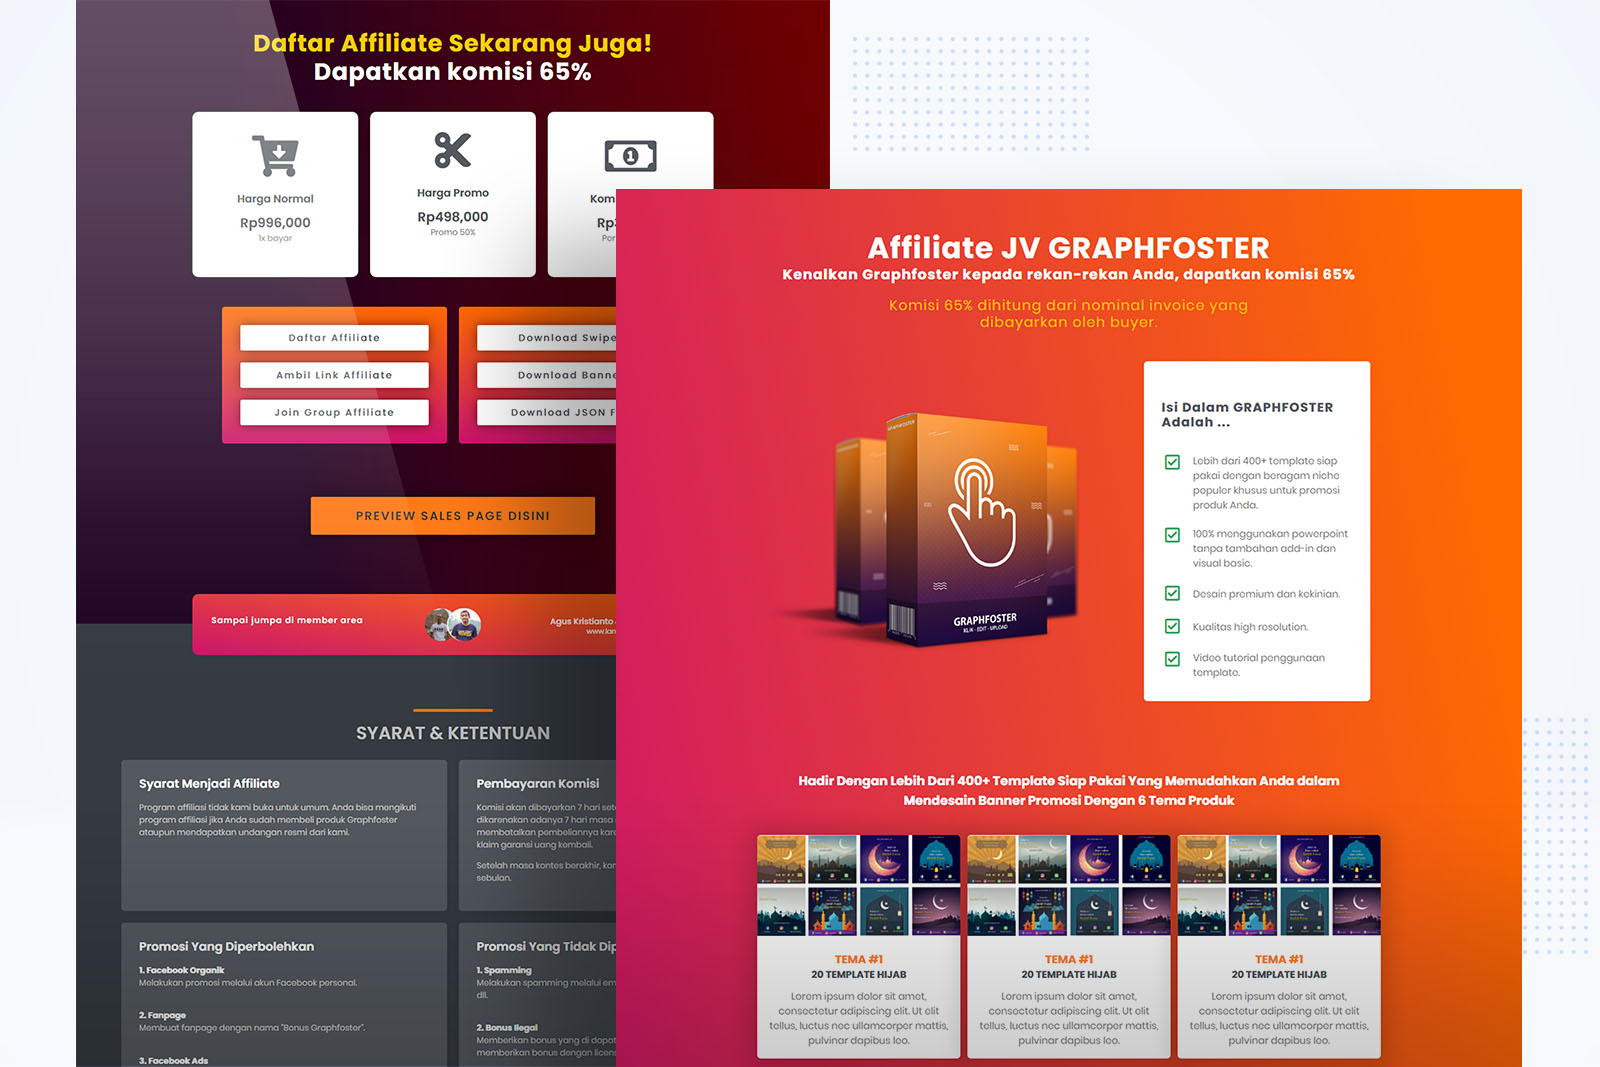 Daftar Affiliate Sekarang Juga!
Dapatkan komisi 65%
Harga Normal
Rp996,000
1x bayar
Harga Promo
Rp498,000
Promo 50%
Kom
Daftar Affiliate
Ambil Link Affiliate
Join Group Affiliate
Download Swipe
Download Bann
Download JSON F
PREVIEW SALES PAGE DISINI
Sampai jumpa di member area
Agus Kristianto
www.lan
SYARAT & KETENTUAN
Syarat Menjadi Affiliate
Program affiliasi tidak kami buka untuk umum, Anda bisa mengikuti
program affiliasi jika Anda sudah membeli produk Graphfoster
ataupun mendapatkan undangan resmi dari kami.
Pembayaran Komisi
Komisi akan dibayarkan 7 hari set
dikarenakan adanya 7 hari masa
membatalkan pembeliannya kar
klaim garansi uang kembali.
Setelah masa kontes berakhir, kar
sebulan.
Promosi Yang Diperbolehkan
1. Facebook Organik
Melakukan promosi melalui akun Facebook personal.
2. Fanpage
Membuat fanpage dengan nama "Bonus Graphfoster".
3. Facebook Ads
Promosi Yang Tidak Dip
1. Spamming
Melakukan spamming melalui em
dll.
2. Bonus Ilegal
Memberikan bonus yang di dopat
memberikan bonus dengan licen
Affiliate JV GRAPHFOSTER
Kenalkan Graphfoster kepada rekan-rekan Anda, dapatkan komisi 65%
Komisi 65% dihitung dari nominal invoice yang
dibayarkan oleh buyer.
GRAPHFOSTER
GRAPHFOSTER
KLIK - EDIT - UPLOAD
Isi Dalam GRAPHFOSTER
Adalah ...
Lebih dari 400+ template siap
pakai dengan beragam niche
populer khusus untuk promosi
produk Anda.
100% menggunakan powerpoint
tanpa tambahan add-in dan
visual basic.
Desain premium dan kekinian.
Kualitas high resolution.
Video tutorial penggunaan
template.
Hadir Dengan Lebih Dari 400+ Template Siap Pakai Yang Memudahkan Anda dalam
Mendesain Banner Promosi Dengan 6 Tema Produk
TEMA #1
20 TEMPLATE HIJAB
Lorem ipsum dolor sit amet,
consectetur adipiscing elit. Ut elit
tellus, luctus nec ullamcorper mattis,
pulvinar dapibus leo.
TEMA #1
20 TEMPLATE HIJAB
Lorem ipsum dolor sit amet,
consectetur adipiscing elit. Ut elit
tellus, luctus nec ullamcorper mattis,
pulvinar dapibus leo.
TEMA #1
20 TEMPLATE HIJAB
Lorem ipsum dolor sit amet,
consectetur adipiscing elit. Ut elit
tellus, luctus nec ullamcorper mattis,
pulvinar dapibus leo.